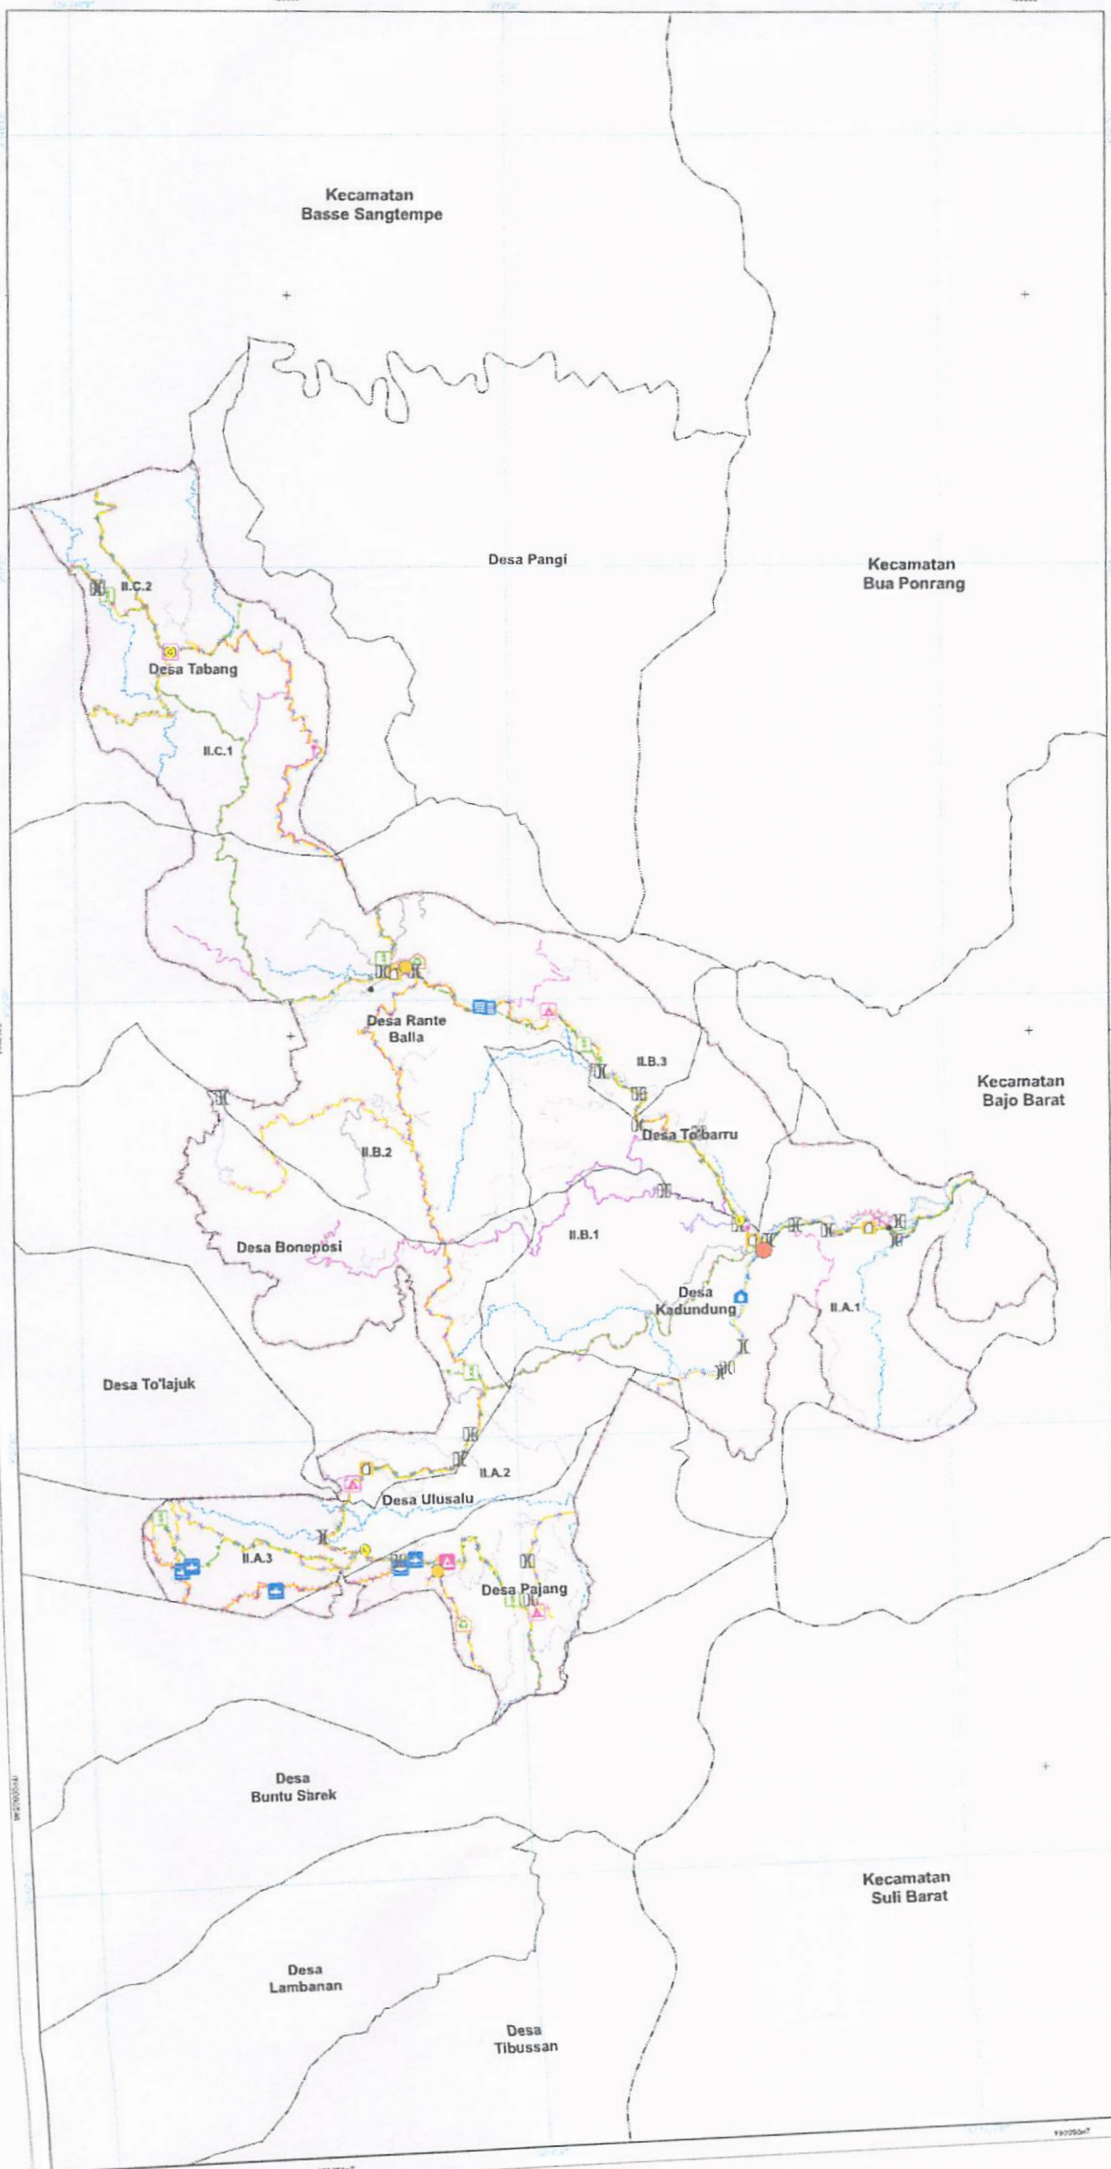 Kecamatan
Basse Sangtempe
Desa Pangi
Kecamatan
Bua Ponrang
II.C.2
Desa Tabang
II.C.1
Desa Rante
Balla
II.B.3
Kecamatan
Bajo Barat
Desa To'barru
II.B.2
II.B.1
Desa Boneposi
Desa
Kadundung
II.A.1
Desa To'lajuk
II.A.2
Desa Ulusalu
II.A.3
Desa Pajang
Desa
Buntu Sarek
Kecamatan
Suli Barat
Desa
Lambanan
Desa
Tibussan